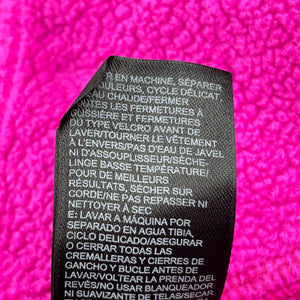 ER EN MACHINE, SÉPARER
OULEURS, CYCLE DÉLICAT,
EAU CHAUDE/FERMER
TOUTES LES FERMETURES À
GLISSIÈRE ET FERMETURES
DU TYPE VELCRO AVANT DE
LAVER/TOURNER LE VÊTEMENT
À L'ENVERS/PAS D'EAU DE JAVEL
NI D'ASSOUPLISSEUR/SÈCHE-
LINGE BASSE TEMPÉRATURE/
POUR DE MEILLEURS
RÉSULTATS, SÉCHER SUR
CORDE/NE PAS REPASSER NI
NETTOYER À SEC
E: LAVAR A MÁQUINA POR
SEPARADO EN AGUA TIBIA,
CICLO DELICADO/ASEGURAR
O CERRAR TODAS LAS
CREMALLERAS Y CIERRES DE
GANCHO Y BUCLE ANTES DE
LAVAR/VOLTEAR LA PRENDA DEL
REVÉS/NO USAR BLANQUEADOR
NI SUAVIZANTE DE TELAS/SECAR